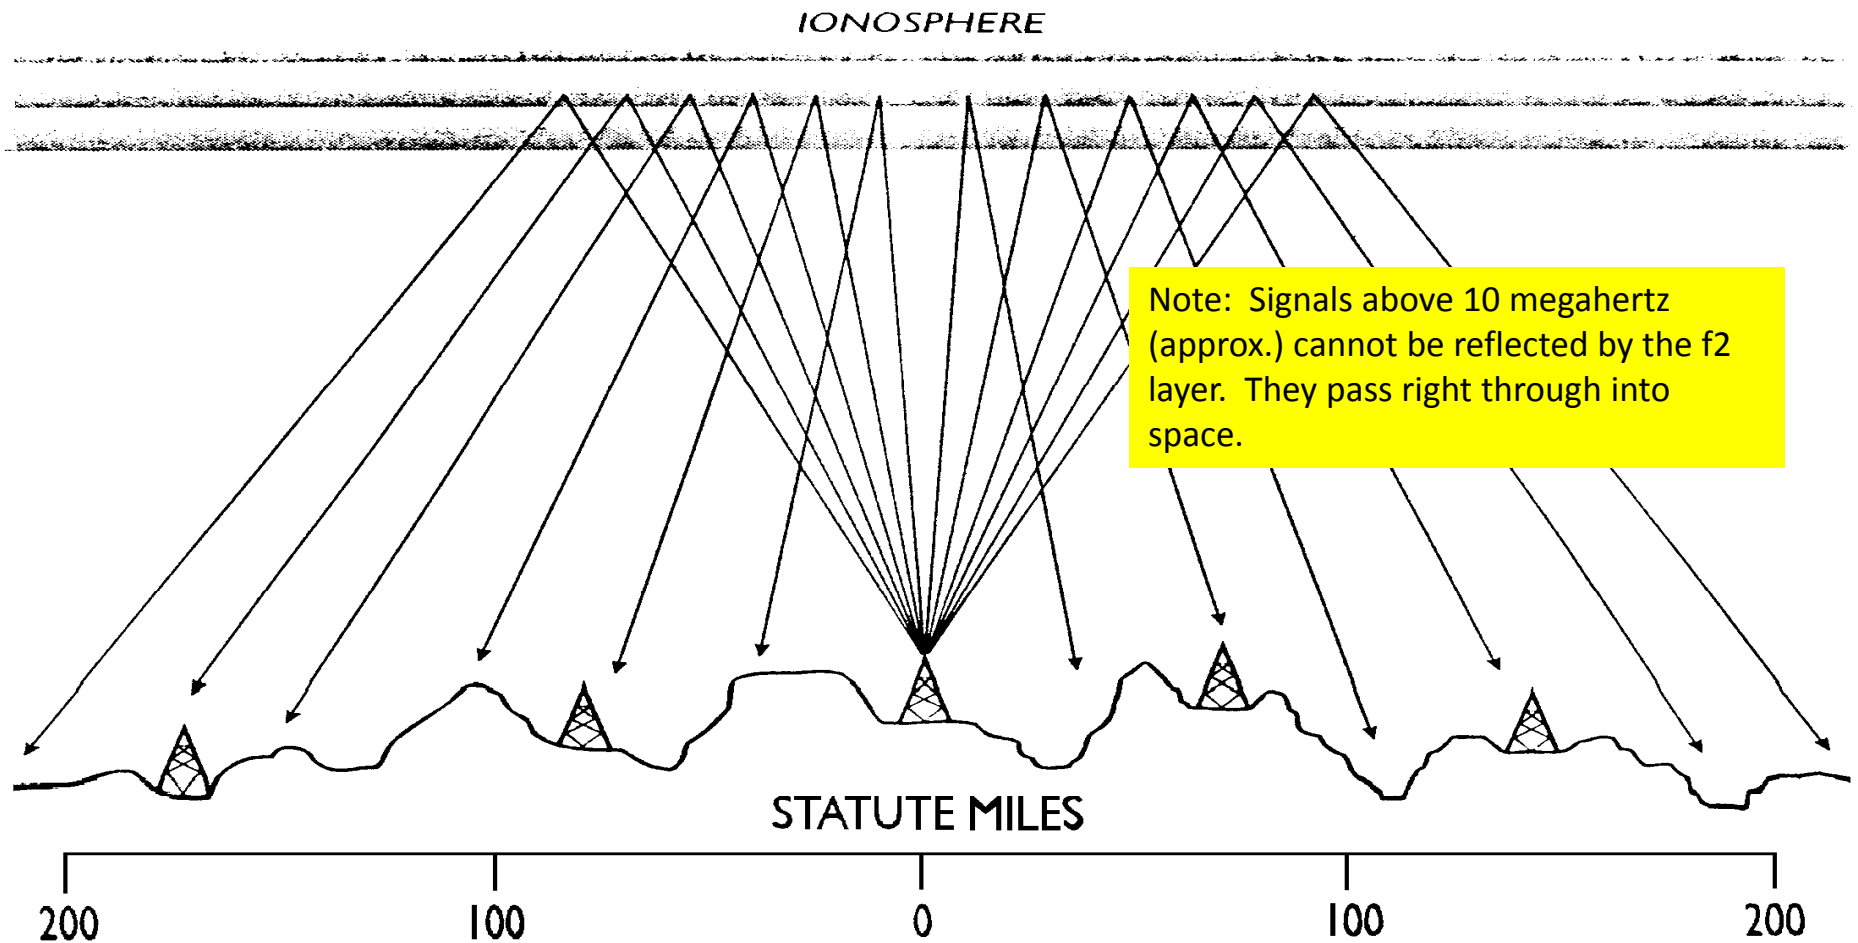 IONOSPHERE
Note:  Signals above 10 megahertz
(approx.) cannot be reflected by the f2
layer.  They pass right through into
space.
STATUTE MILES
200 100 0 100 200